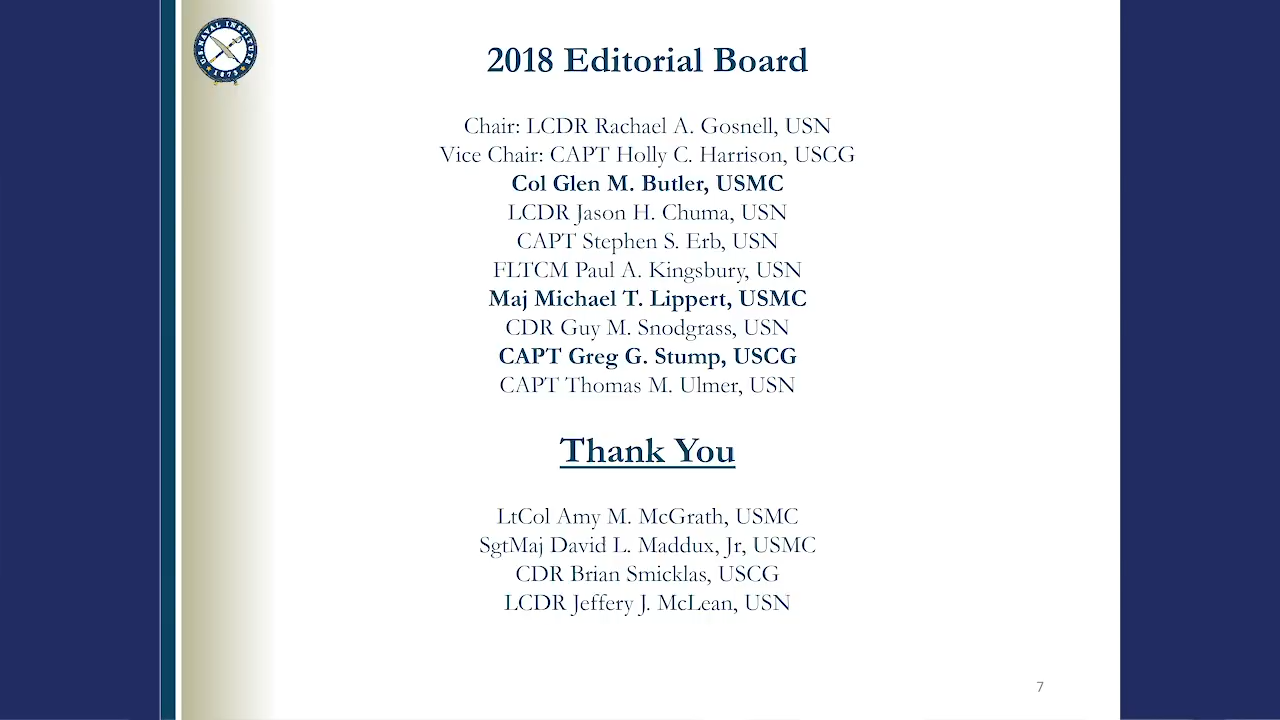 U.S. NAVAL INSTITUTE
1873
2018 Editorial Board
Chair: LCDR Rachael A. Gosnell, USN
Vice Chair: CAPT Holly C. Harrison, USCG
Col Glen M. Butler, USMC
LCDR Jason H. Chuma, USN
CAPT Stephen S. Erb, USN
FLTCM Paul A. Kingsbury, USN
Maj Michael T. Lippert, USMC
CDR Guy M. Snodgrass, USN
CAPT Greg G. Stump, USCG
CAPT Thomas M. Ulmer, USN
Thank You
LtCol Amy M. McGrath, USMC
SgtMaj David L. Maddux, Jr, USMC
CDR Brian Smicklas, USCG
LCDR Jeffery J. McLean, USN
7